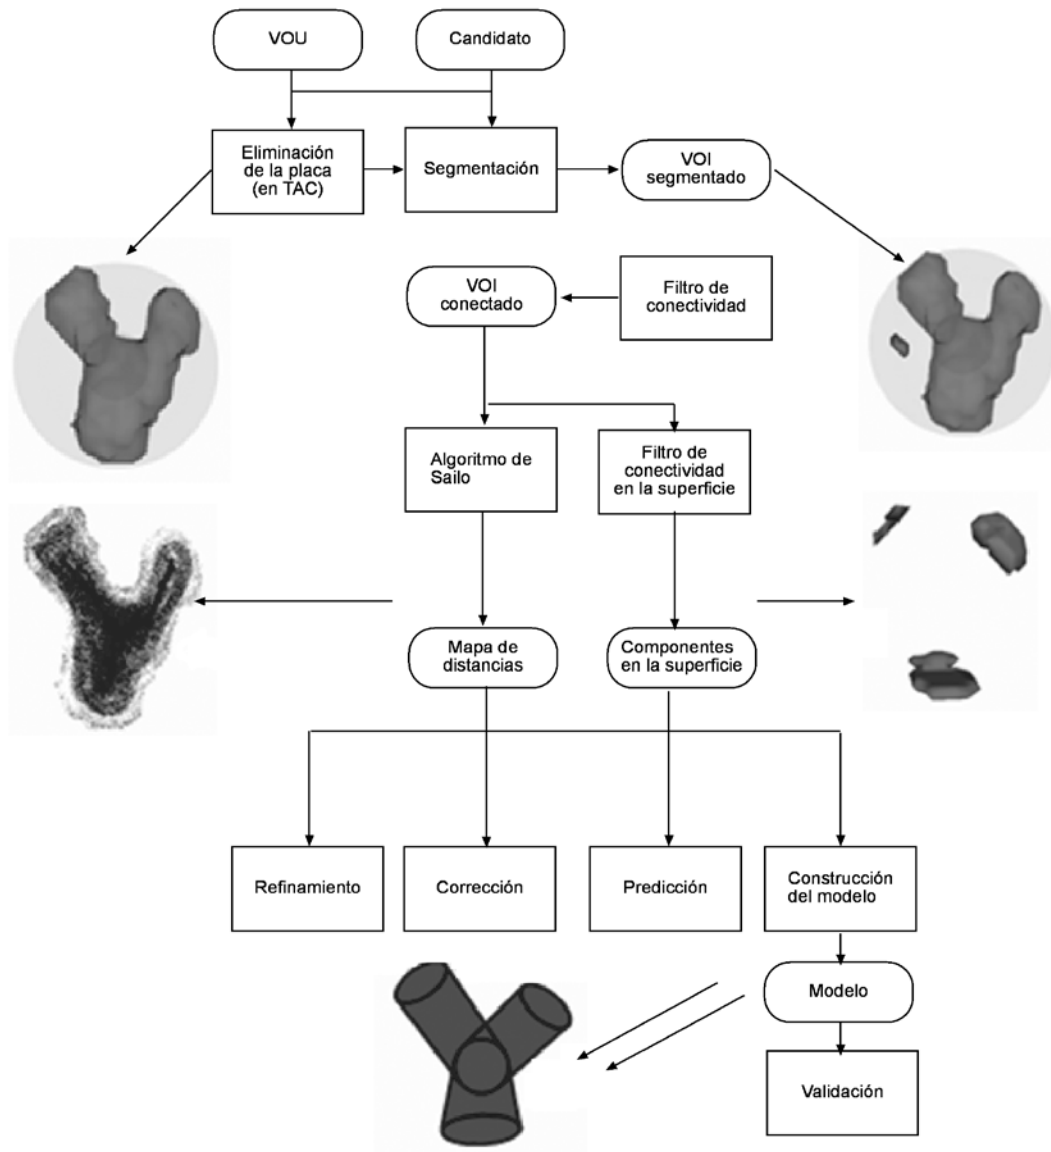 VOU
Candidato
Eliminación
de la placa
(en TAC)
Segmentación
VOI
segmentado
VOI
conectado
Filtro de
conectividad
Algoritmo de
Sailo
Filtro de
conectividad
en la superficie
Mapa de
distancias
Componentes
en la superficie
Refinamiento
Corrección
Predicción
Construcción
del modelo
Modelo
Validación